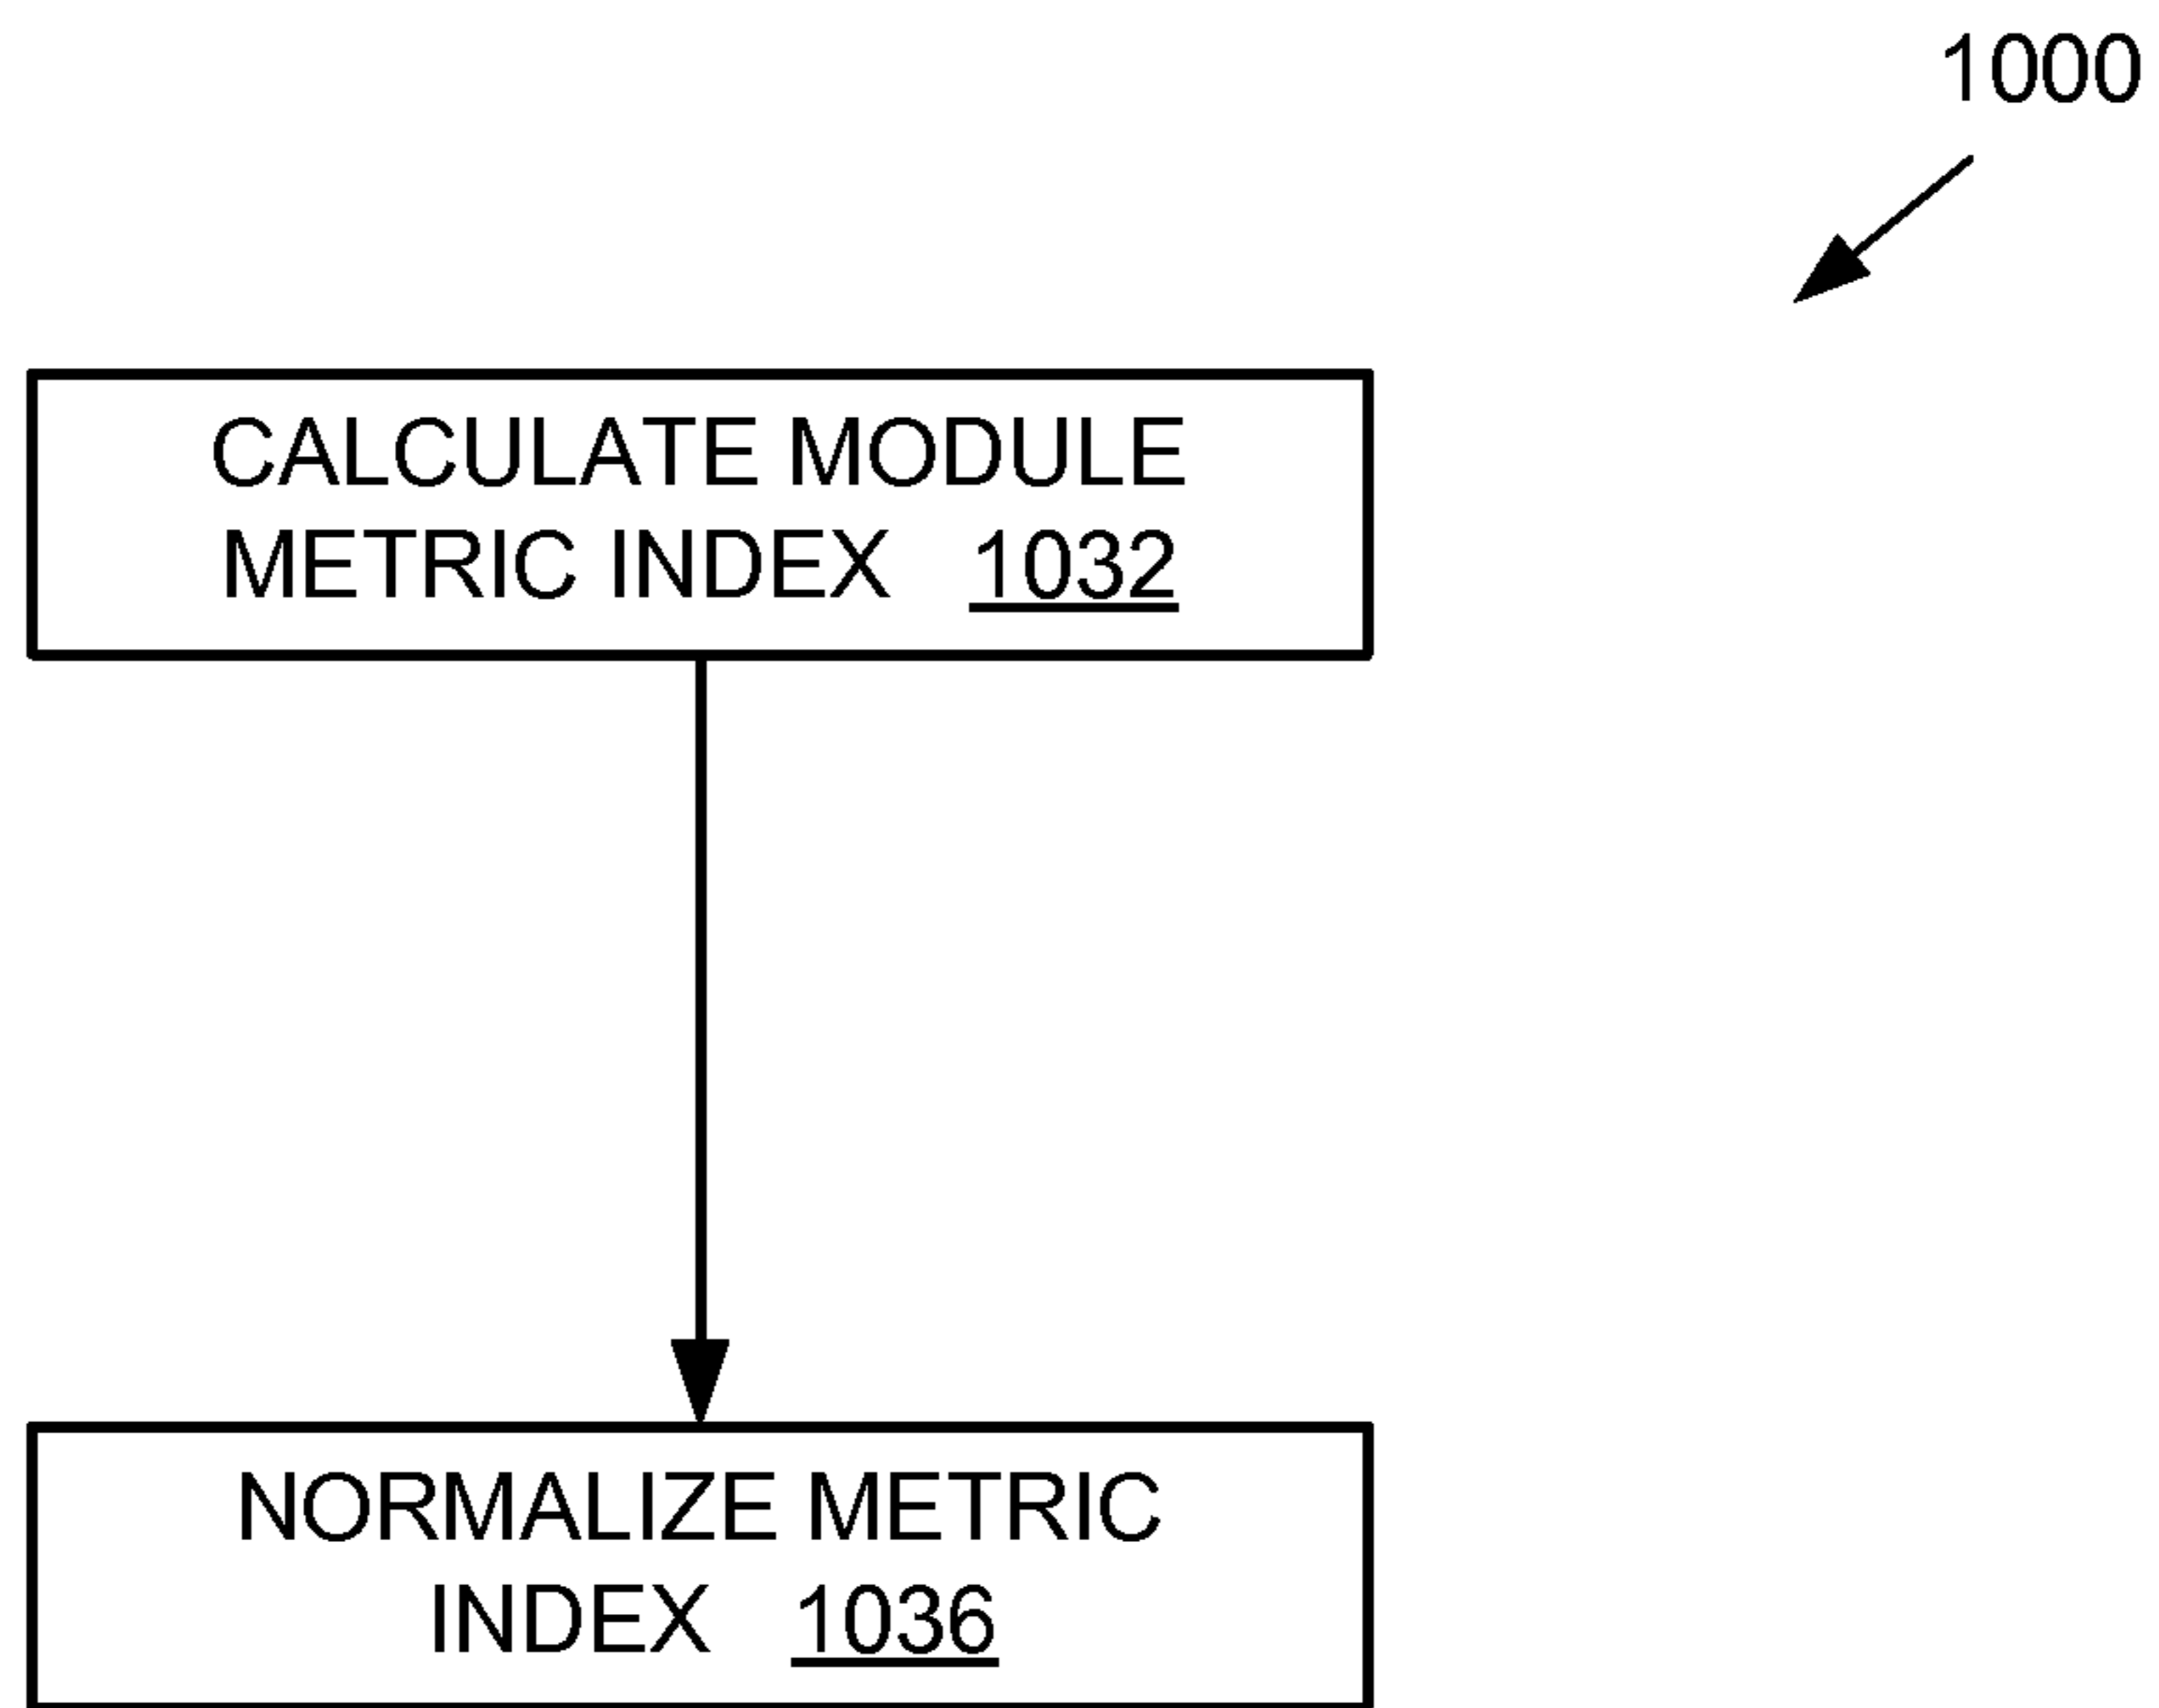 1000
CALCULATE MODULE
METRIC INDEX 1032
NORMALIZE METRIC
INDEX 1036